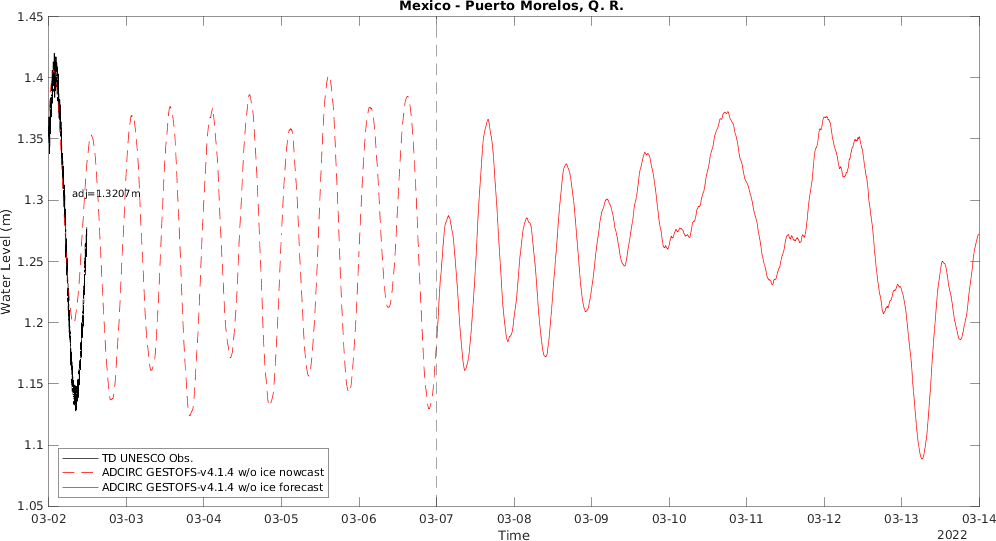 Mexico - Puerto Morelos, Q. R.
1.45
1.4
1.35
1.3
1.25
1.2
1.15
1.1
1.05
Water Level (m)
adj=1.3207m
TD UNESCO Obs.
ADCIRC GESTOFS-v4.1.4 w/o ice nowcast
ADCIRC GESTOFS-v4.1.4 w/o ice forecast
03-02 03-03 03-04 03-05 03-06 03-07 03-08 03-09 03-10 03-11 03-12 03-13 03-14
Time
2022